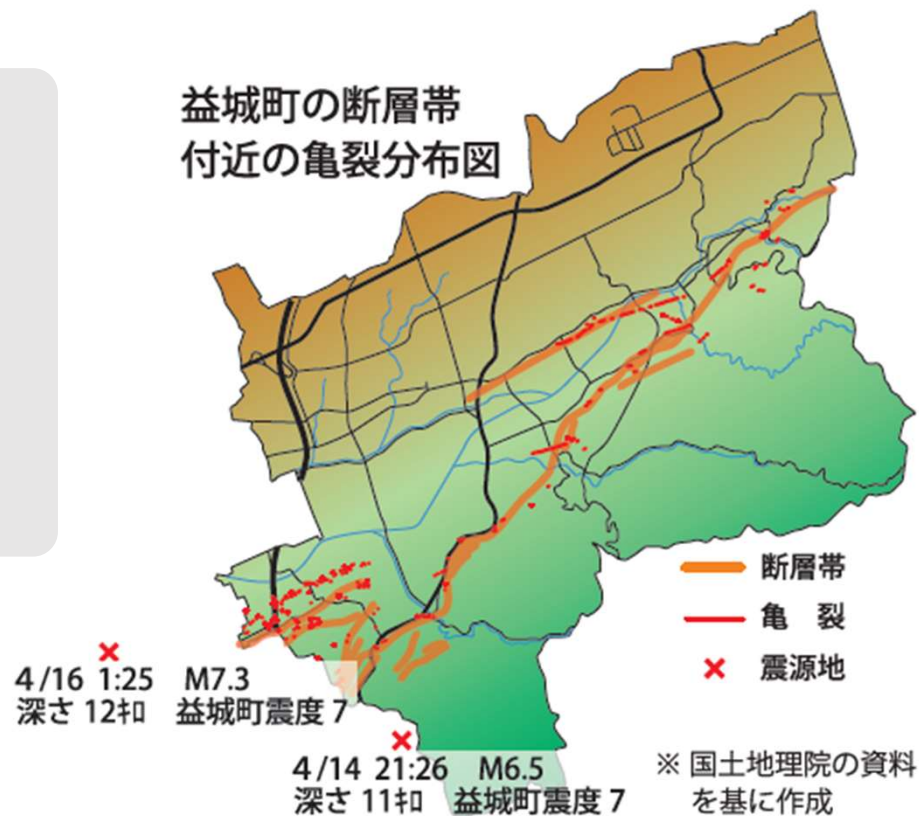 益城町の断層帯
付近の亀裂分布図
断層帯
亀　裂
震源地
4/16 1:25　M7.3
深さ 12㌔　益城町震度 7
4/14 21:26　M6.5
深さ 11㌔　益城町震度 7
※ 国土地理院の資料
を基に作成